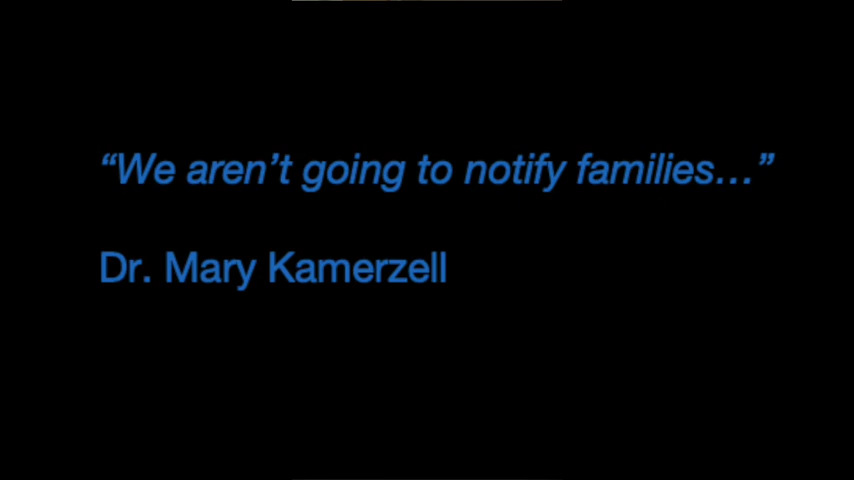 “We aren’t going to notify families…”
Dr. Mary Kamerzell